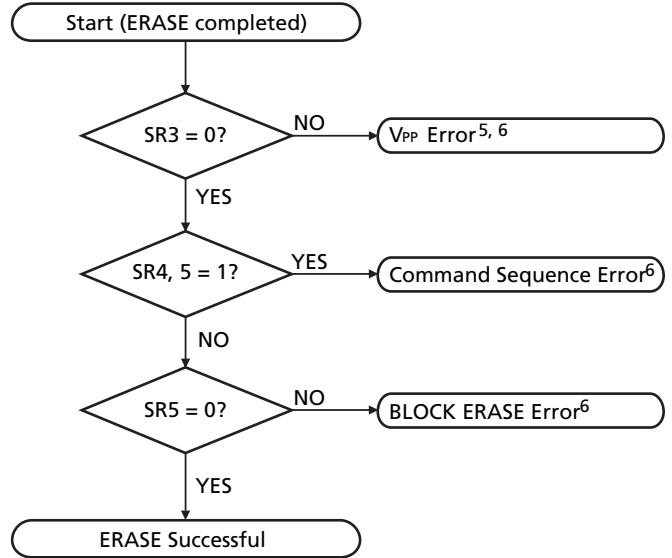 Start (ERASE completed)
SR3 = 0?
NO
VPP Error5, 6
YES
SR4, 5 = 1?
YES
Command Sequence Error6
NO
SR5 = 0?
NO
BLOCK ERASE Error6
YES
ERASE Successful